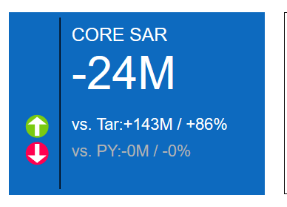 CORE SAR
-24M
vs. Tar:+143M / +86%
vs. PY:-0M / -0%